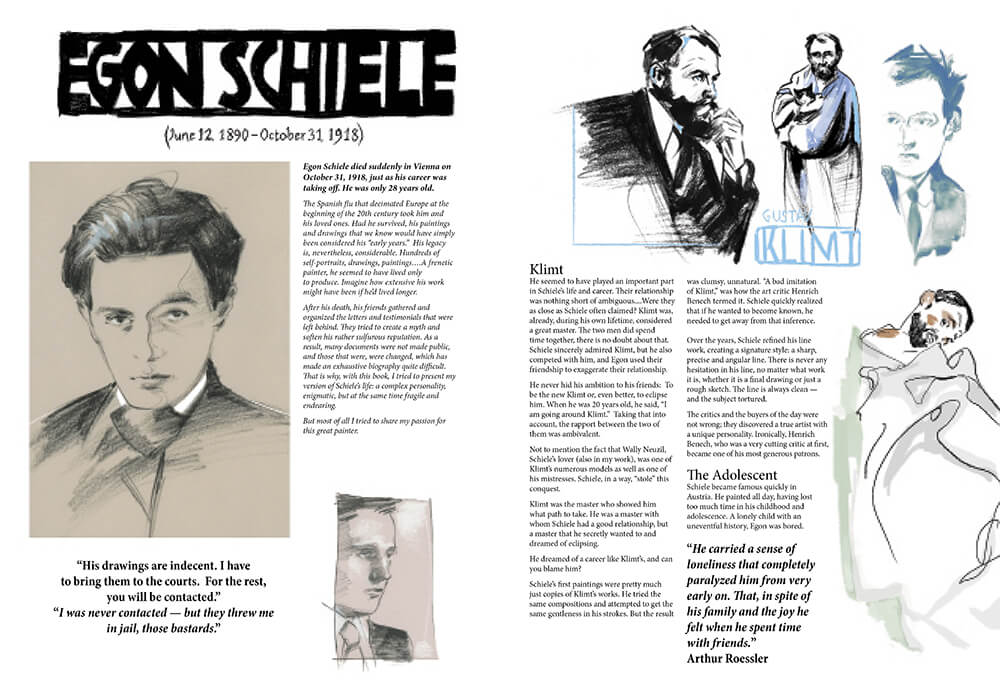 EGON SCHIELE
(June 12, 1890 – October 31, 1918)
Egon Schiele died suddenly in Vienna on
October 31, 1918, just as his career was
taking off. He was only 28 years old.
The Spanish flu that decimated Europe at the
beginning of the 20th century took him and
his loved ones. Had he survived, his paintings
and drawings that we know would have simply
been considered his “early years.” His legacy
is, nevertheless, considerable. Hundreds of
self-portraits, drawings, paintings….A frenetic
painter, he seemed to have lived only
to produce. Imagine how extensive his work
might have been if he’d lived longer.
After his death, his friends gathered and
organized the letters and testimonials that were
left behind. They tried to create a myth and
soften his rather sulfurous reputation. As a
result, many documents were not made public,
and those that were, were changed, which has
made an exhaustive biography quite difficult.
That is why, with this book, I tried to present my
version of Schiele’s life: a complex personality,
enigmatic, but at the same time fragile and
endearing.
But most of all I tried to share my passion for
this great painter.
“His drawings are indecent. I have
to bring them to the courts. For the rest,
you will be contacted.”
“I was never contacted — but they threw me
in jail, those bastards.”
GUSTAV
KLIMT
Klimt
He seemed to have played an important part
in Schiele’s life and career. Their relationship
was nothing short of ambiguous....Were they
as close as Schiele often claimed? Klimt was,
already, during his own lifetime, considered
a great master. The two men did spend
time together, there is no doubt about that.
Schiele sincerely admired Klimt, but he also
competed with him, and Egon used their
friendship to exaggerate their relationship.
He never hid his ambition to his friends: To
be the new Klimt or, even better, to eclipse
him. When he was 20 years old, he said, “I
am going around Klimt.” Taking that into
account, the rapport between the two of
them was ambivalent.
Not to mention the fact that Wally Neuzil,
Schiele’s lover (also in my work), was one of
Klimt’s numerous models as well as one of
his mistresses. Schiele, in a way, “stole” this
conquest.
Klimt was the master who showed him
what path to take. He was a master with
whom Schiele had a good relationship, but
a master that he secretly wanted to and
dreamed of eclipsing.
He dreamed of a career like Klimt’s, and can
you blame him?
Schiele’s first paintings were pretty much
just copies of Klimt’s works. He tried the
same compositions and attempted to get the
same gentleness in his strokes. But the result
was clumsy, unnatural. “A bad imitation
of Klimt,” was how the art critic Henrich
Benech termed it. Schiele quickly realized
that if he wanted to become known, he
needed to get away from that inference.
Over the years, Schiele refined his line
work, creating a signature style: a sharp,
precise and angular line. There is never any
hesitation in his line, no matter what work
it is, whether it is a final drawing or just a
rough sketch. The line is always clean —
and the subject tortured.
The critics and the buyers of the day were
not wrong; they discovered a true artist with
a unique personality. Ironically, Henrich
Benech, who was a very cutting critic at first,
became one of his most generous patrons.
The Adolescent
Schiele became famous quickly in
Austria. He painted all day, having lost
too much time in his childhood and
adolescence. A lonely child with an
uneventful history, Egon was bored.
“He carried a sense of
loneliness that completely
paralyzed him from very
early on. That, in spite of
his family and the joy he
felt when he spent time
with friends.”
Arthur Roessler